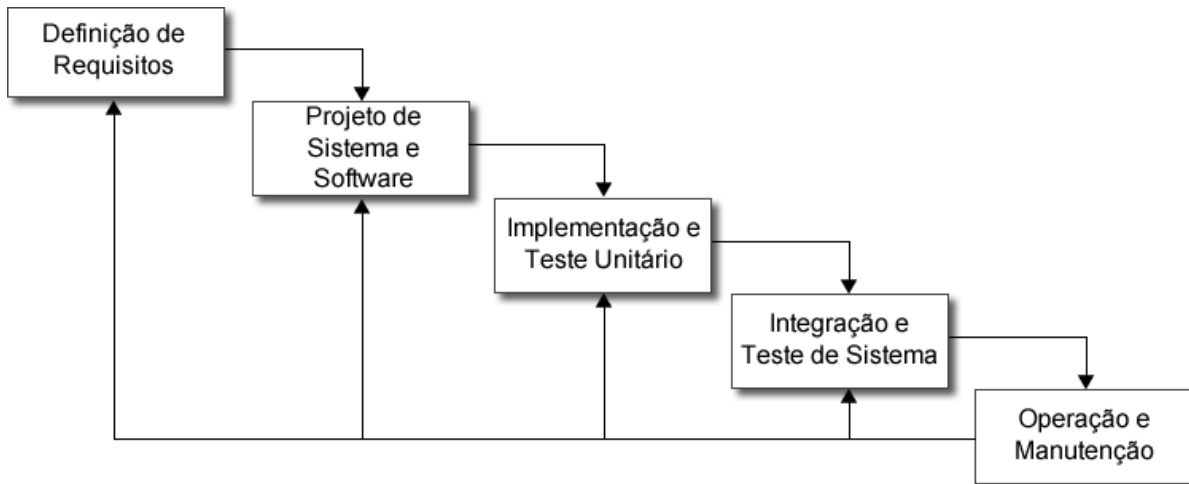 Definição de
Requisitos
Projeto de
Sistema e
Software
Implementação e
Teste Unitário
Integração e
Teste de Sistema
Operação e
Manutenção